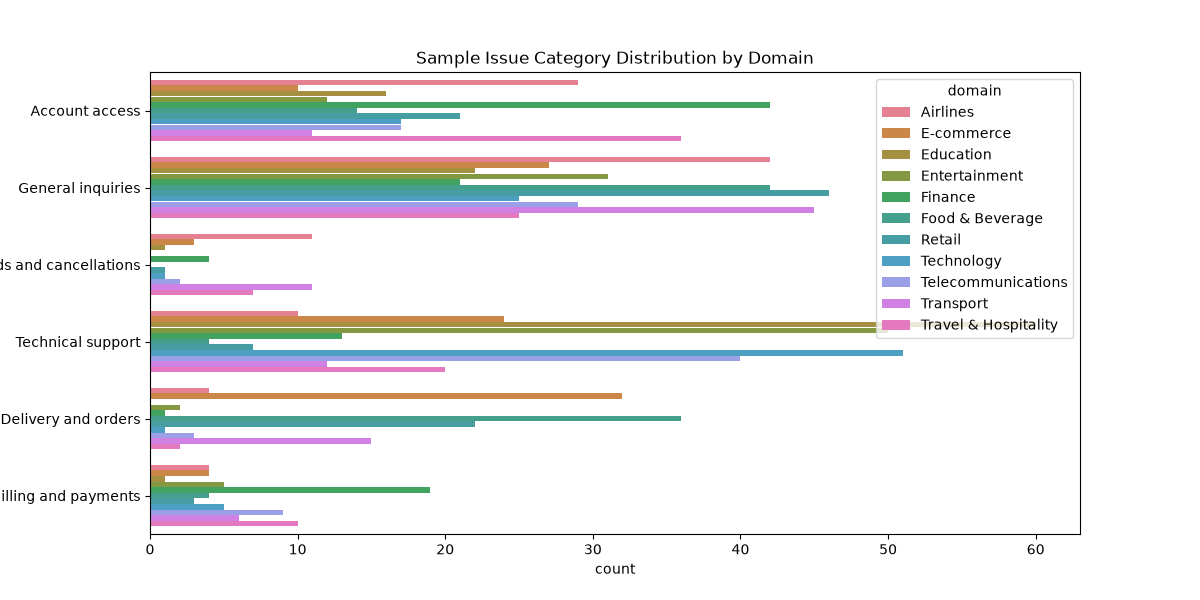 Sample Issue Category Distribution by Domain
domain
Airlines
E-commerce
Education
Entertainment
Finance
Food & Beverage
Retail
Technology
Telecommunications
Transport
Travel & Hospitality
Account access
General inquiries
ds and cancellations
Technical support
Delivery and orders
illing and payments
0 10 20 30 40 50 60
count